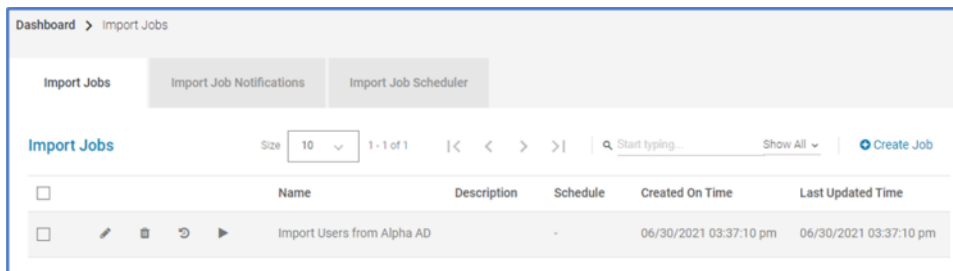 Dashboard > Import Jobs
Import Jobs Import Job Notifications Import Job Scheduler
Import Jobs Size 10 1 - 1 of 1 Start typing... Show All Create Job
Name Description Schedule Created On Time Last Updated Time
Import Users from Alpha AD - 06/30/2021 03:37:10 pm 06/30/2021 03:37:10 pm